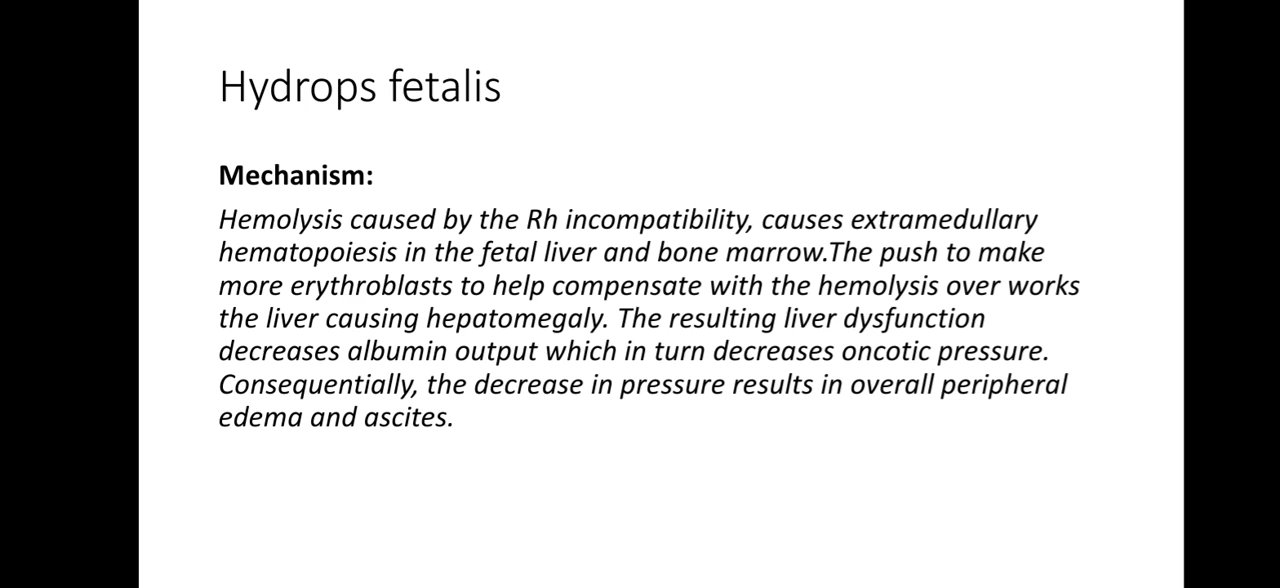 Hydrops fetalis
Mechanism:
Hemolysis caused by the Rh incompatibility, causes extramedullary
hematopoiesis in the fetal liver and bone marrow.The push to make
more erythroblasts to help compensate with the hemolysis over works
the liver causing hepatomegaly. The resulting liver dysfunction
decreases albumin output which in turn decreases oncotic pressure.
Consequentially, the decrease in pressure results in overall peripheral
edema and ascites.